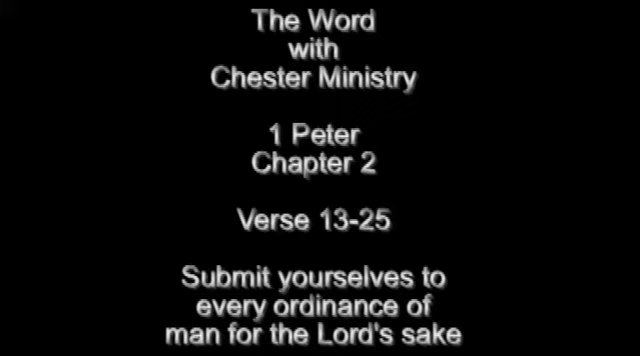 The Word
with
Chester Ministry
1 Peter
Chapter 2
Verse 13-25
Submit yourselves to
every ordinance of
man for the Lord's sake